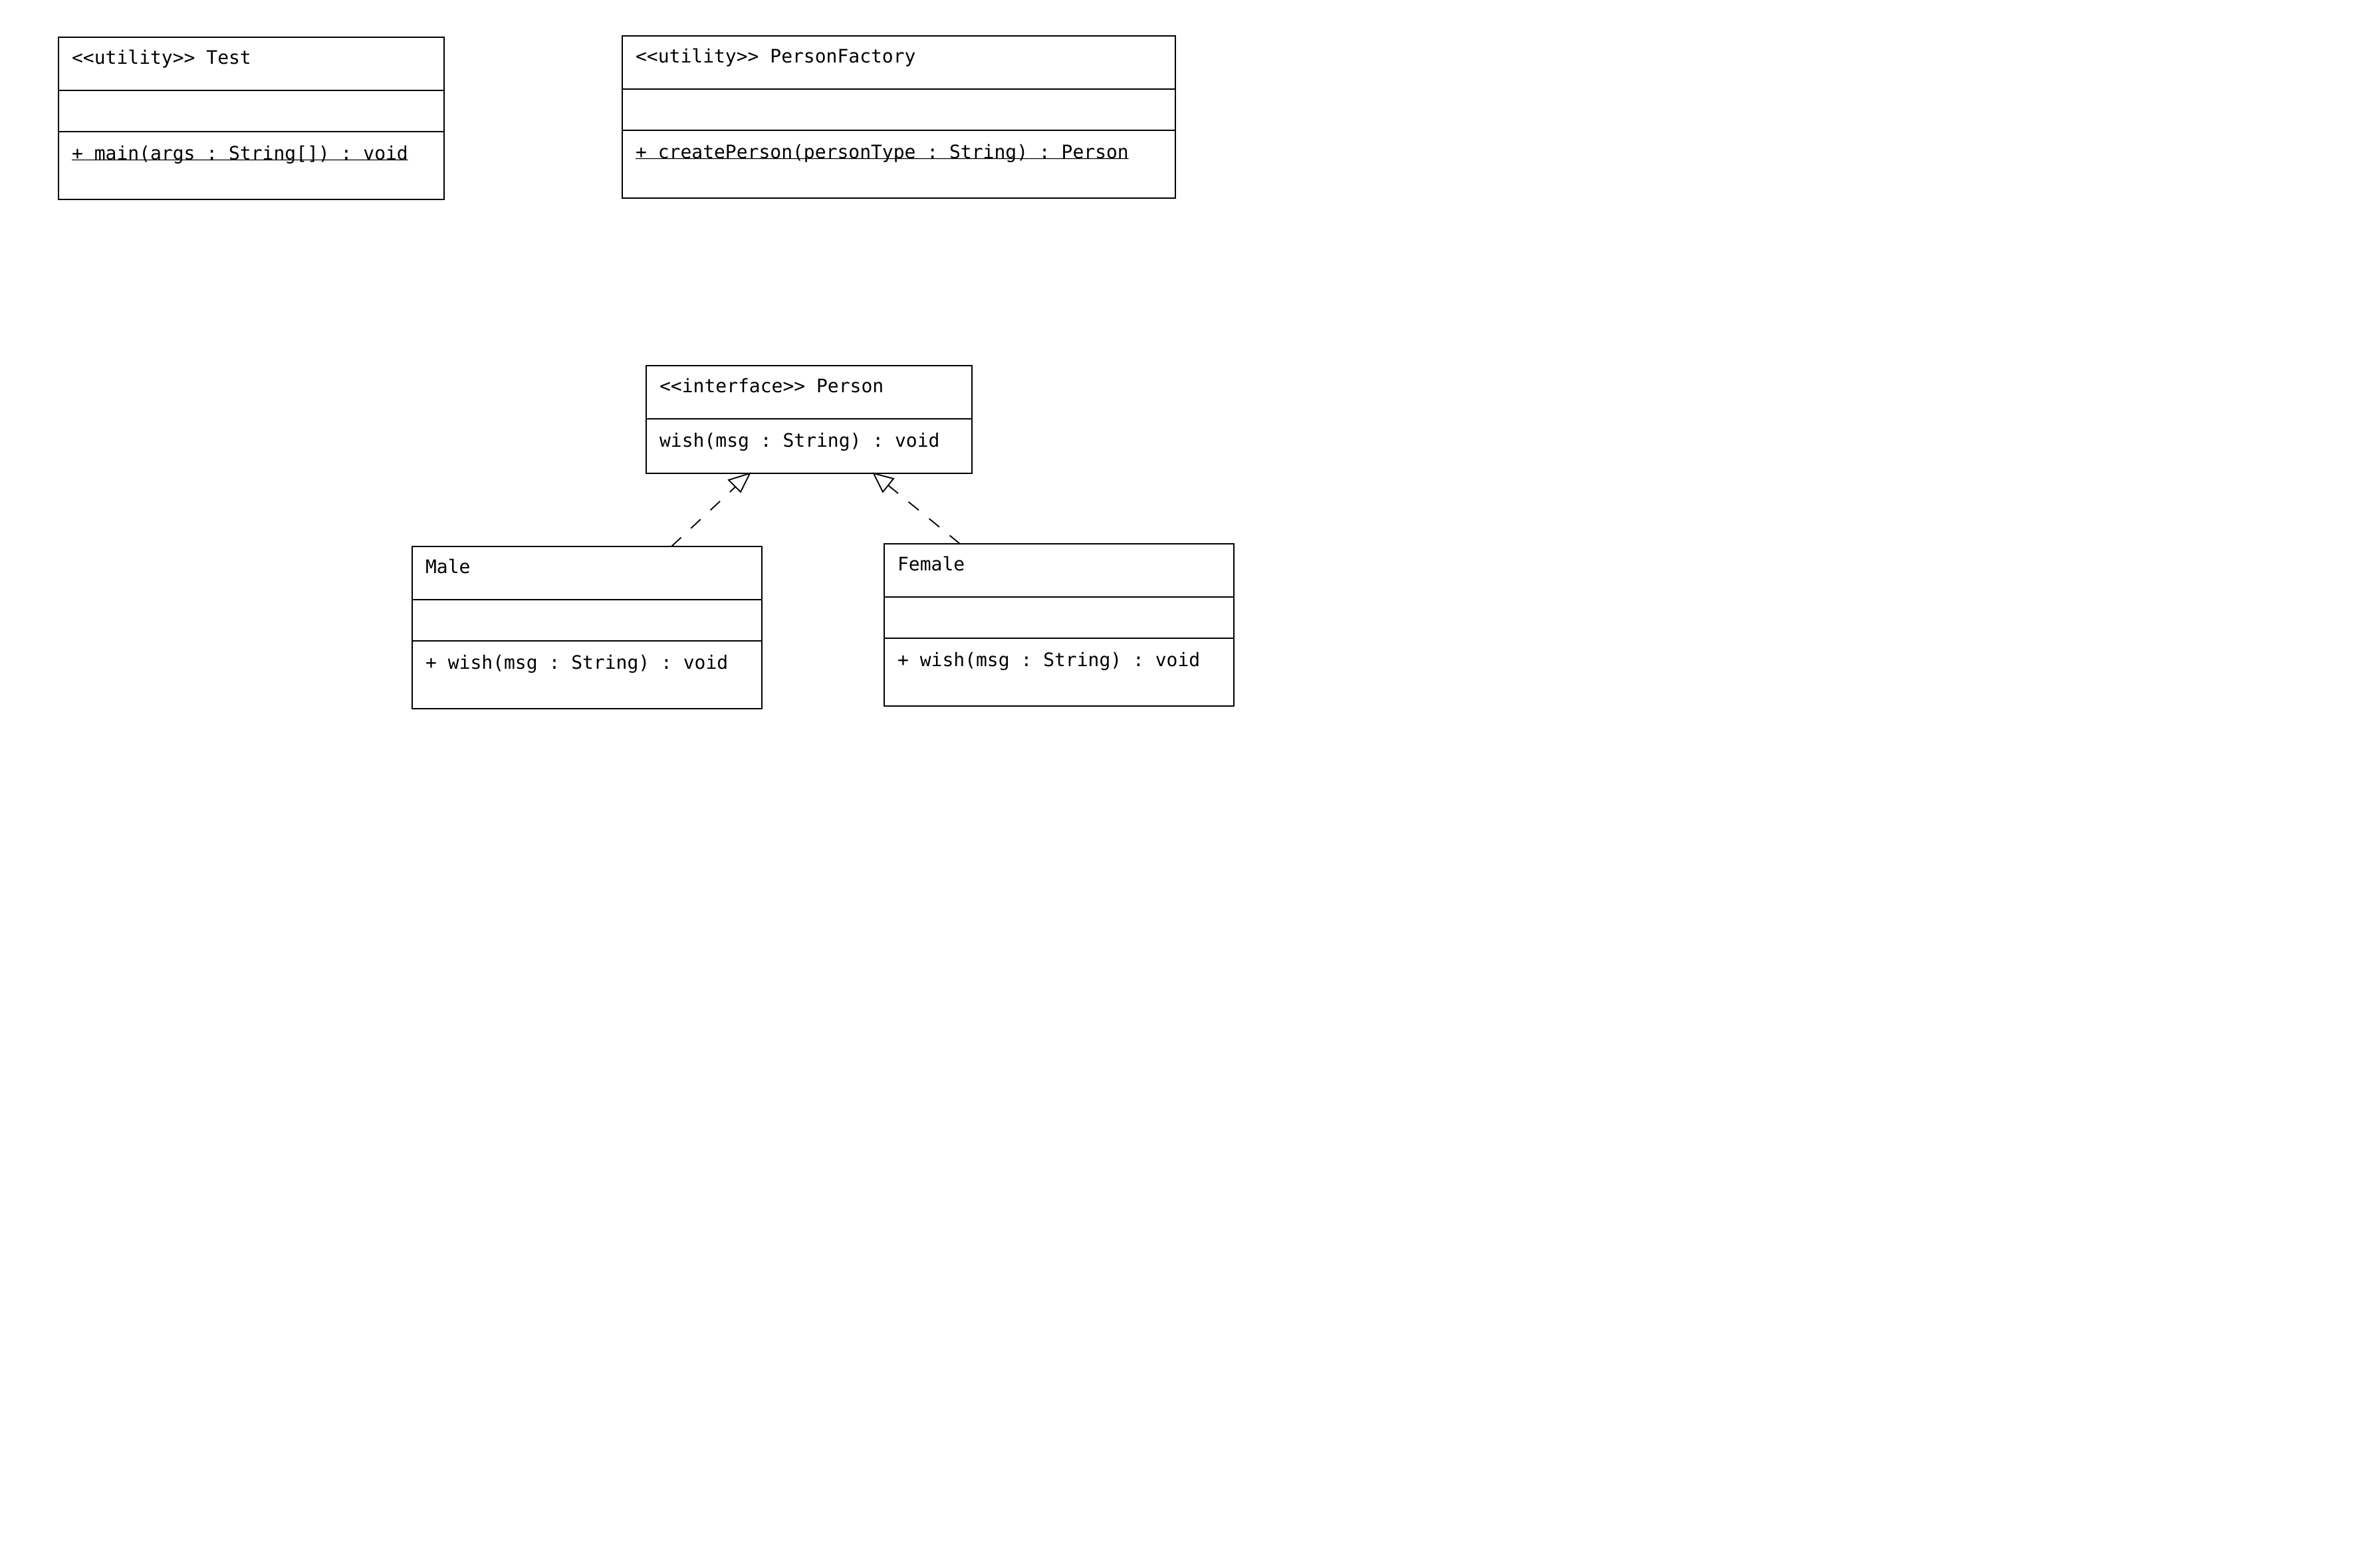 <<utility>> Test
+ main(args : String[]) : void
<<utility>> PersonFactory
+ createPerson(personType : String) : Person
<<interface>> Person
wish(msg : String) : void
Male
+ wish(msg : String) : void
Female
+ wish(msg : String) : void